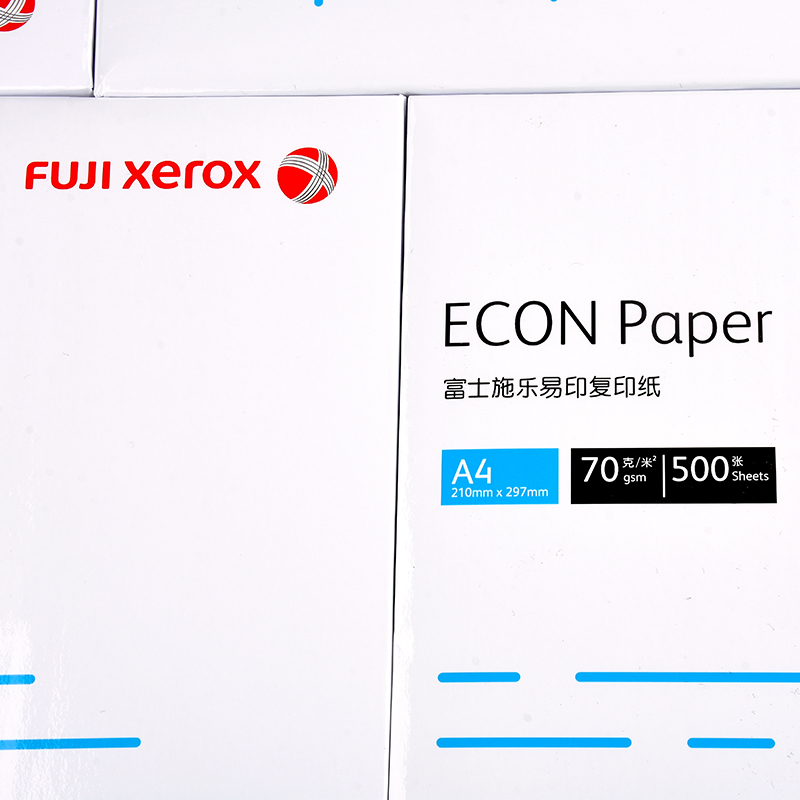 FUJI xerox
ECON Paper
富士施乐易印复印纸
A4
210mm x 297mm
70 克/米² gsm
500 张 Sheets